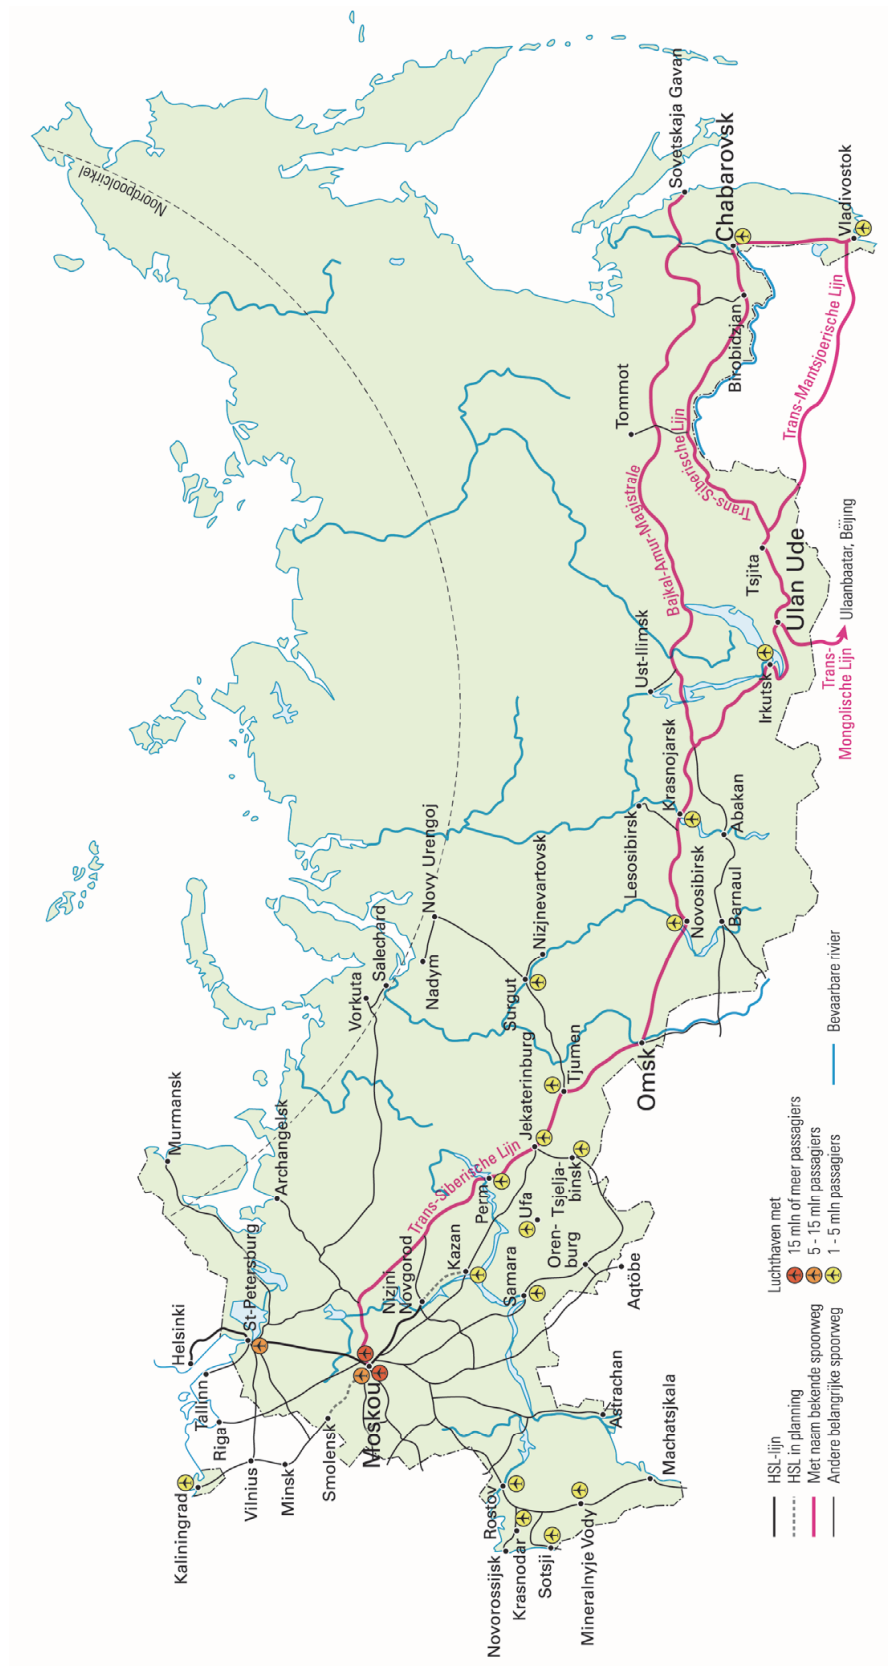 Noordpoolcirkel
Murmansk
Archangelsk
Vorkuta
Salechard
Novy Urengoj
Nadym
Nizjnevartovsk
Surgut
Helsinki
Tallinn
Riga
St-Petersburg
Kaliningrad
Vilnius
Minsk
Smolensk
Moskou
Nizjni
Novgorod
Kazan
Trans-Siberische Lijn
Perm
Jekaterinburg
Tjumen
Omsk
Ufa
Tsjelja-
binsk
Oren-
burg
Samara
Aqtöbe
Rostov
Novorossijsk
Krasnodar
Sotsji
Mineralnyje Vody
Astrachan
Machatsjkala
Novosibirsk
Barnaul
Lesosibirsk
Krasnojarsk
Abakan
Ust-Ilimsk
Irkutsk
Ulan Ude
Trans-
Mongolische Lijn
Ulaanbaatar, Beijing
Tsjita
Bajkal-Amur-Magistrale
Trans-Siberische Lijn
Tommot
Birobidzjan
Trans-Mantsjoerische Lijn
Sovetskaja Gavan
Chabarovsk
Vladivostok
HSL-lijn
HSL in planning
Met naam bekende spoorweg
Andere belangrijke spoorweg
Luchthaven met
15 mln of meer passagiers
5 - 15 mln passagiers
1 - 5 mln passagiers
Bevaarbare rivier